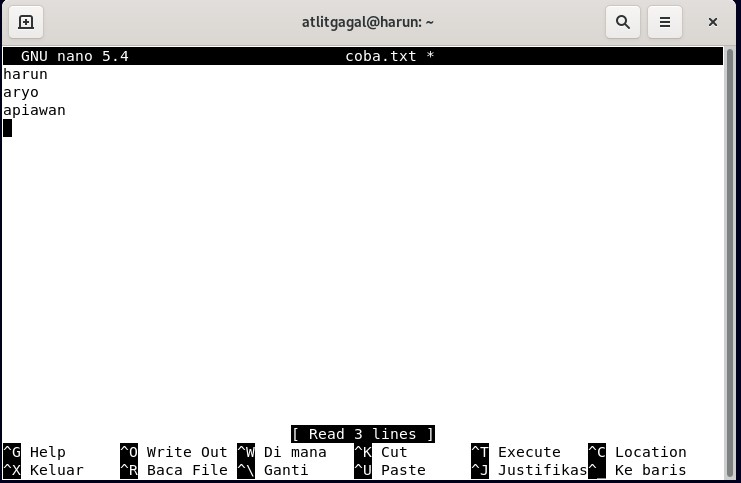 atlitgagal@harun: ~
GNU nano 5.4 coba.txt *
harun
aryo
apiawan
[ Read 3 lines ]
^G Help ^O Write Out ^W Di mana ^K Cut ^T Execute ^C Location
^X Keluar ^R Baca File ^\ Ganti ^U Paste ^J Justifikas^_ Ke baris